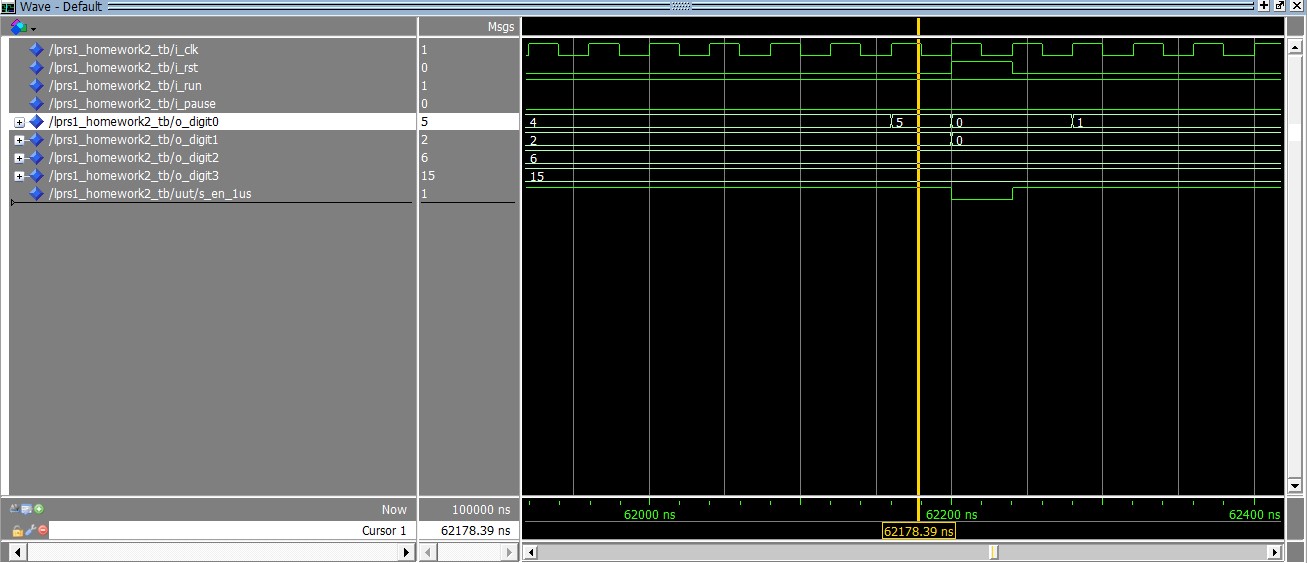 Wave - Default
Msgs
/lprs1_homework2_tb/i_clk 1
/lprs1_homework2_tb/i_rst 0
/lprs1_homework2_tb/i_run 1
/lprs1_homework2_tb/i_pause 0
/lprs1_homework2_tb/o_digit0 5 4 5 0 1
/lprs1_homework2_tb/o_digit1 2 2 0
/lprs1_homework2_tb/o_digit2 6 6
/lprs1_homework2_tb/o_digit3 15 15
/lprs1_homework2_tb/uut/s_en_1us 1
Now 100000 ns 62000 ns 62200 ns 62400 ns
Cursor 1 62178.39 ns 62178.39 ns